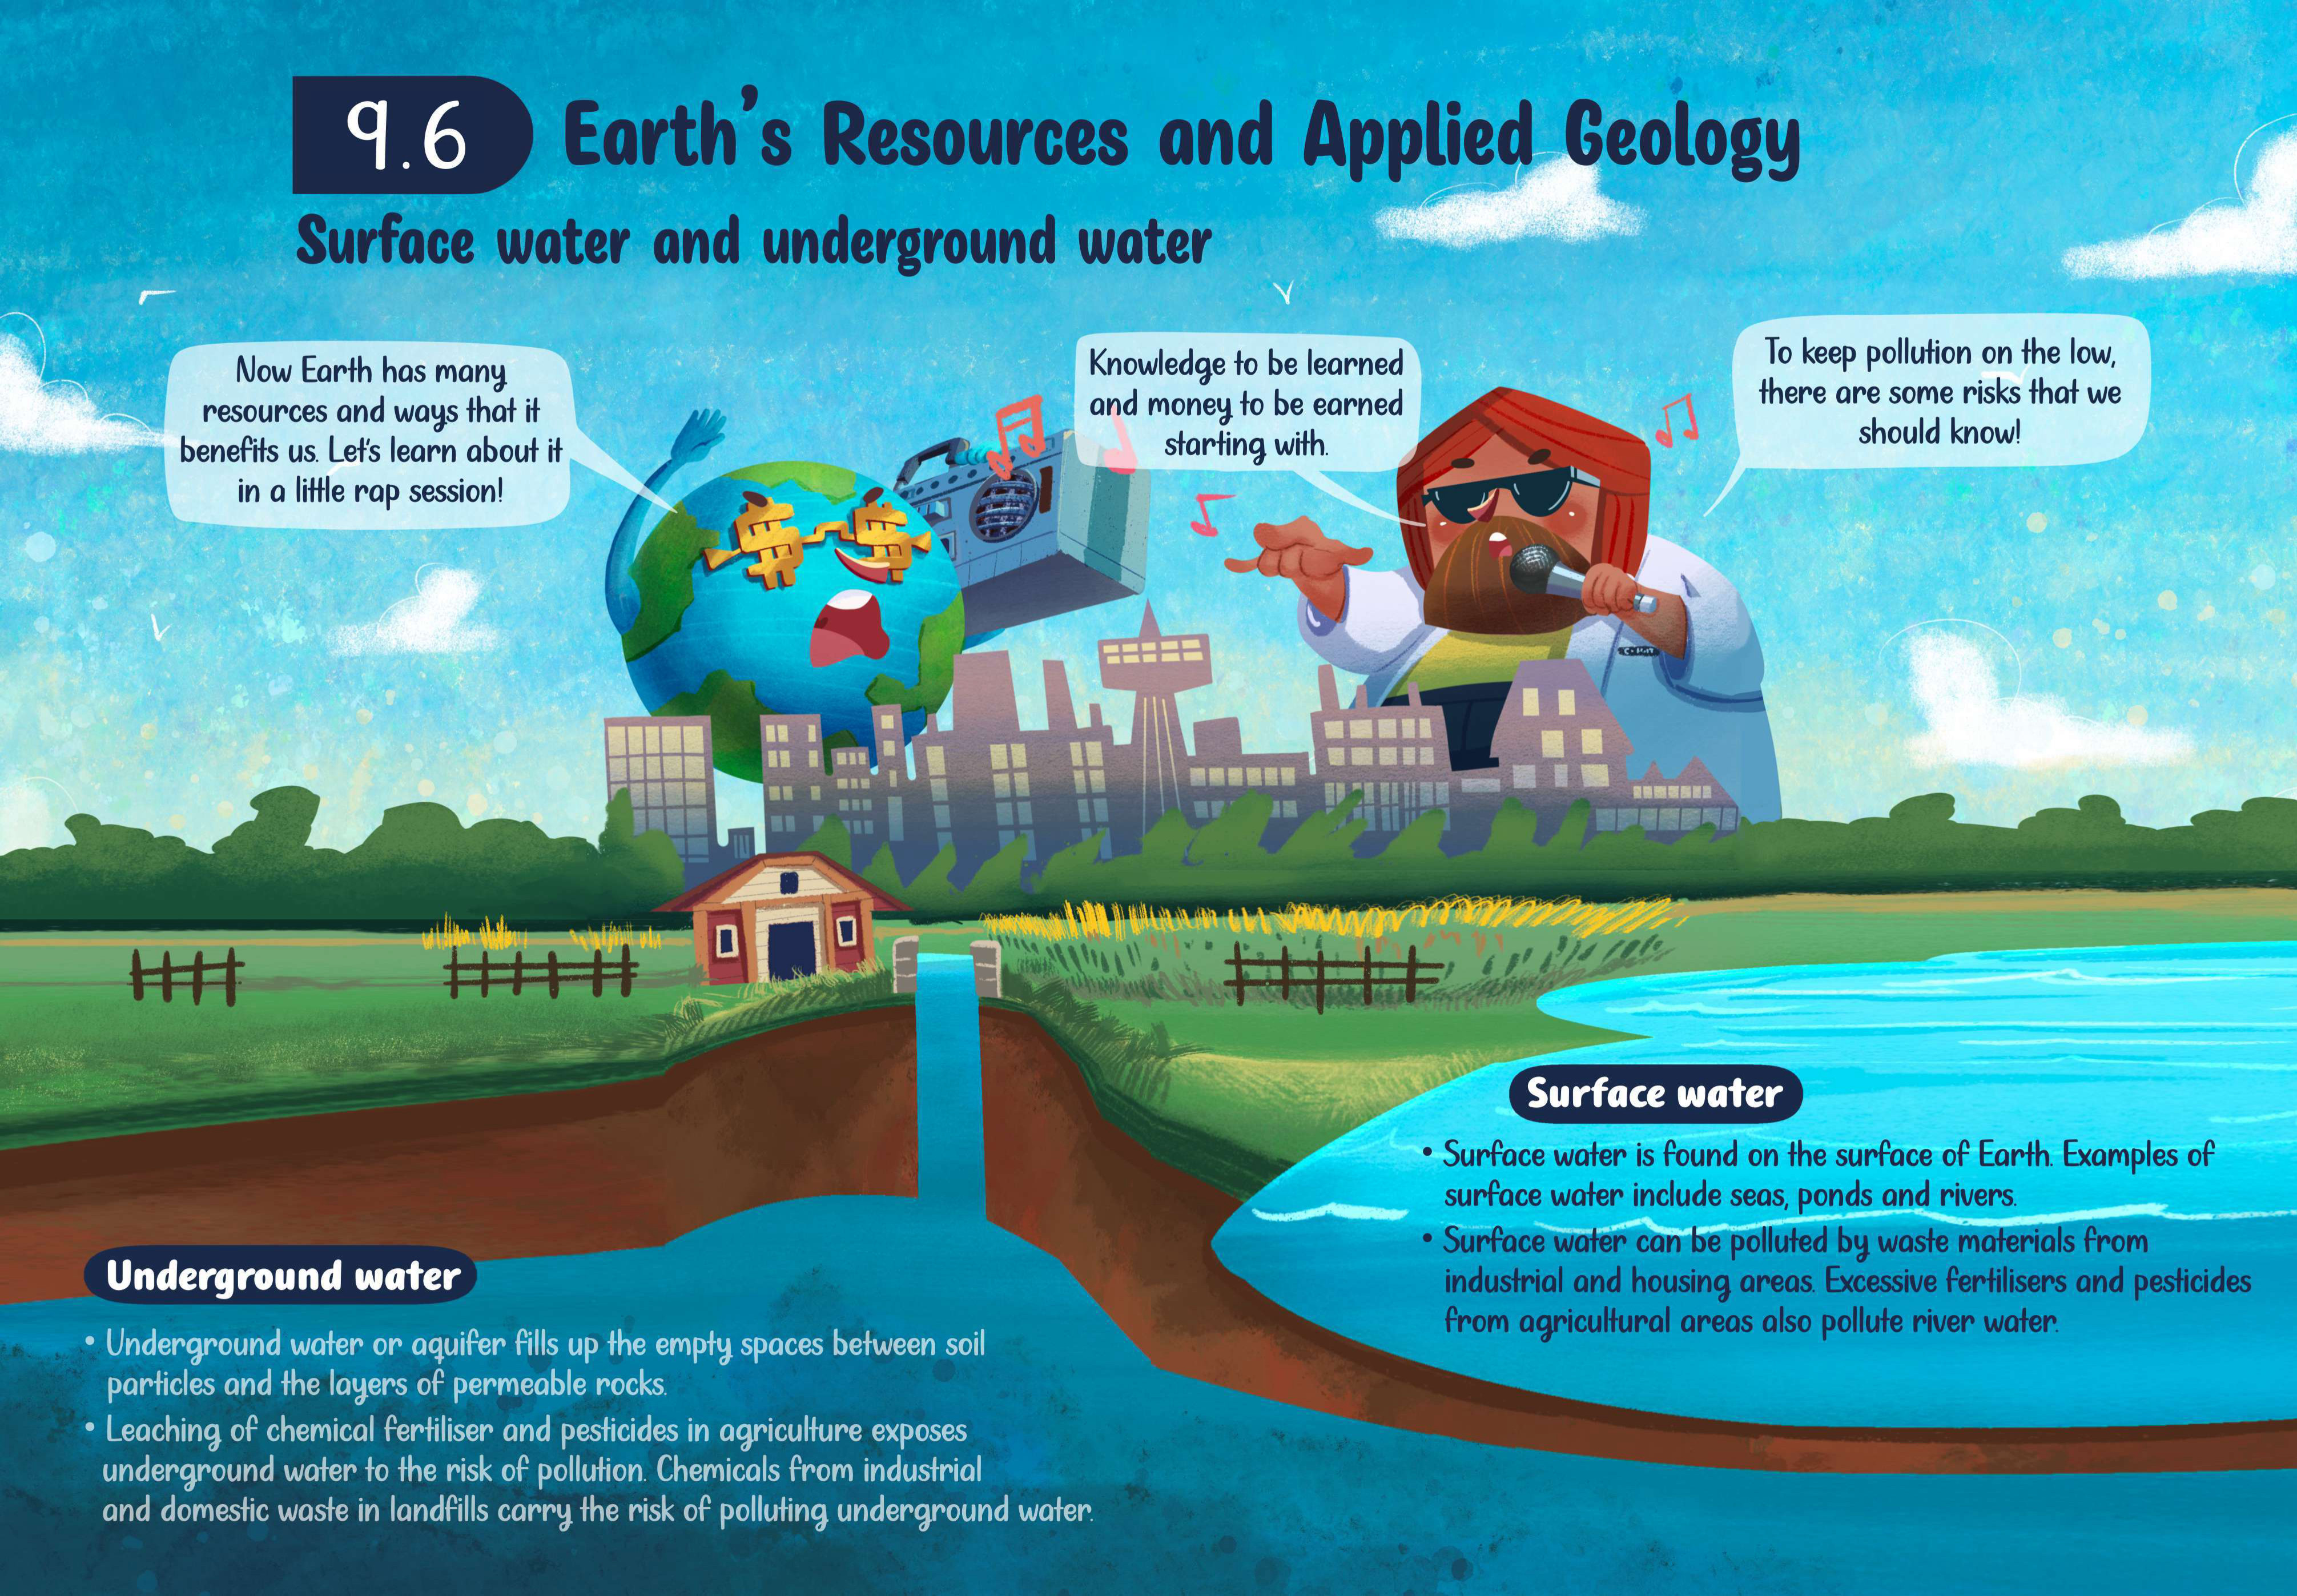 9.6 Earth's Resources and Applied Geology
Surface water and underground water
Now Earth has many
resources and ways that it
benefits us. Let's learn about it
in a little rap session!
Knowledge to be learned
and money to be earned
starting with.
To keep pollution on the low,
there are some risks that we
should know!
Surface water
• Surface water is found on the surface of Earth. Examples of
surface water include seas, ponds and rivers.
• Surface water can be polluted by waste materials from
industrial and housing areas. Excessive fertilisers and pesticides
from agricultural areas also pollute river water.
Underground water
• Underground water or aquifer fills up the empty spaces between soil
particles and the layers of permeable rocks.
• Leaching of chemical fertiliser and pesticides in agriculture exposes
underground water to the risk of pollution. Chemicals from industrial
and domestic waste in landfills carry the risk of polluting underground water.